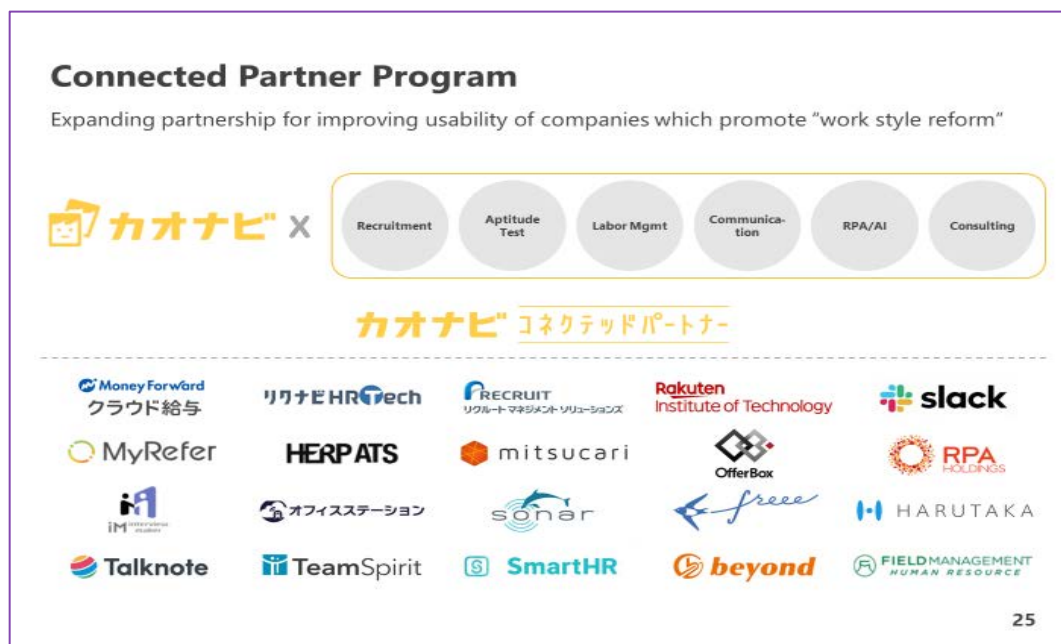 Connected Partner Program
Expanding partnership for improving usability of companies which promote “work style reform”
カオナビ X
Recruitment
Aptitude
Test
Labor Mgmt
Communica-
tion
RPA/AI
Consulting
カオナビ コネクテッドパートナー
Money Forward
クラウド給与
リクナビHRTech
RECRUIT
リクルートマネジメントソリューションズ
Rakuten
Institute of Technology
slack
MyRefer
HERP ATS
mitsucari
OfferBox
RPA
HOLDINGS
iM
オフィスステーション
sonar
freee
HARUTAKA
Talknote
TeamSpirit
SmartHR
beyond
FIELD MANAGEMENT
HUMAN RESOURCE
25